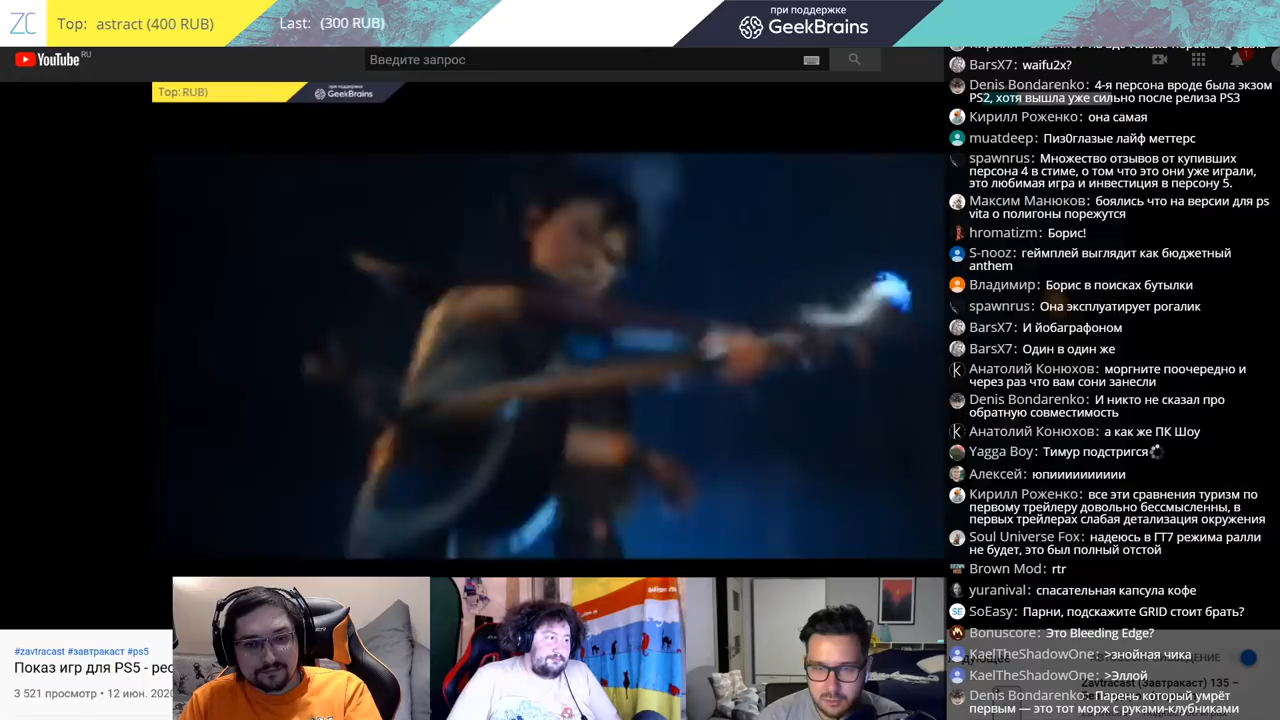 ZC
Top: astract (400 RUB)
Last: (300 RUB)
при поддержке
GeekBrains
YouTube RU
Введите запрос
Top: RUB)
при поддержке
GeekBrains
BarsX7: waifu2x?
Denis Bondarenko: 4-я персона вроде была экзом
PS2, хотя вышла уже сильно после релиза PS3
Кирилл Роженко: она самая
muatdeep: Пиз0глазые лайф меттерс
spawnrus: Множество отзывов от купивших
персона 4 в стиме, о том что это они уже играли,
это любимая игра и инвестиция в персону 5.
Максим Манюков: боялись что на версии для ps
vita о полигоны порежутся
hromatizm: Борис!
S-nooz: геймплей выглядит как бюджетный
anthem
Владимир: Борис в поисках бутылки
spawnrus: Она эксплуатирует рогалик
BarsX7: И йобаграфоном
BarsX7: Один в один же
Анатолий Конюхов: моргните поочередно и
через раз что вам сони занесли
Denis Bondarenko: И никто не сказал про
обратную совместимость
Анатолий Конюхов: а как же ПК Шоу
Yagga Boy: Тимур подстригся
Алексей: юпиииииииии
Кирилл Роженко: все эти сравнения туризм по
первому трейлеру довольно бессмысленны, в
первых трейлерах слабая детализация окружения
Soul Universe Fox: надеюсь в ГТ7 режима ралли
не будет, это был полный отстой
Brown Mod: rtr
yuranival: спасательная капсула кофе
SoEasy: Парни, подскажите GRID стоит брать?
Bonuscore: Это Bleeding Edge?
KaelTheShadowOne: >знойная чика
KaelTheShadowOne: >Эллой
Denis Bondarenko: Парень который умрёт
первым — это тот морж с руками-клубниками
#zavtracast #завтракаст #ps5
Показ игр для PS5 - рес
3 521 просмотр • 12 июн. 2020